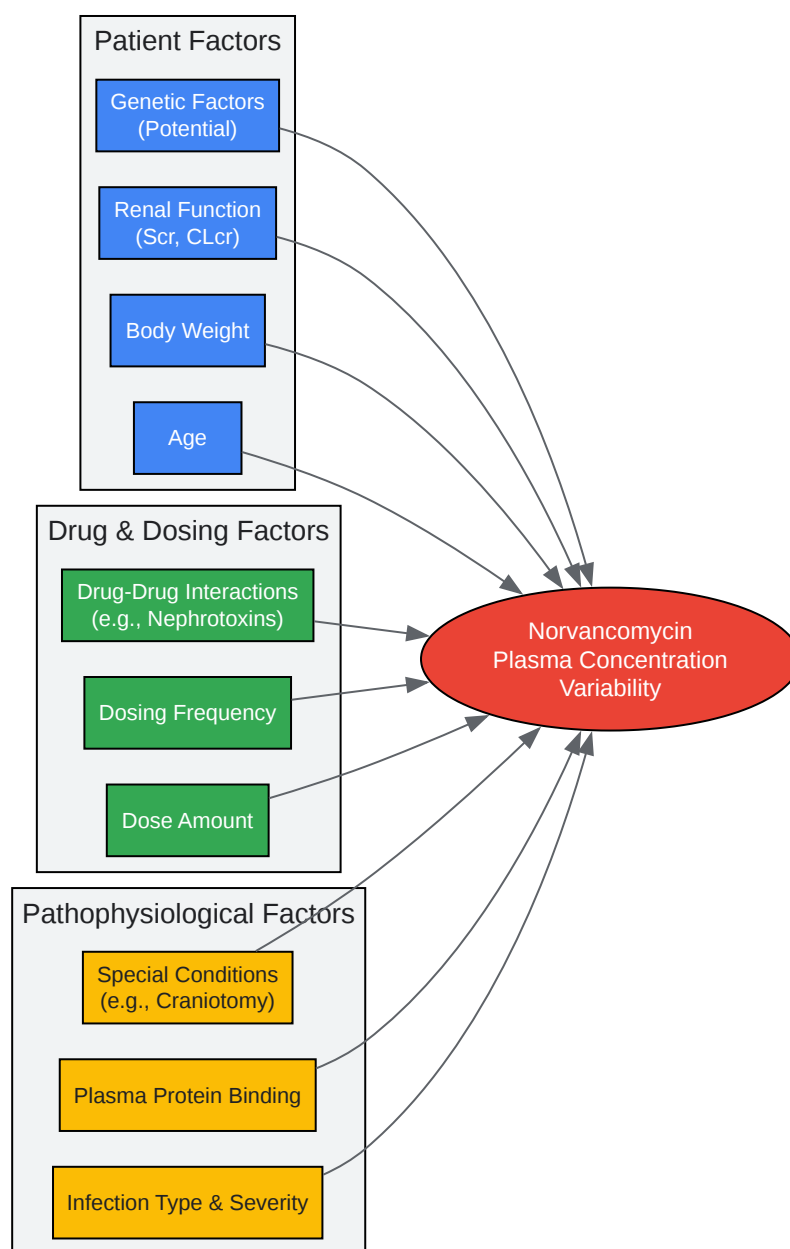 Patient Factors
Genetic Factors
(Potential)
Renal Function
(Scr, CLcr)
Body Weight
Age
Drug & Dosing Factors
Drug-Drug Interactions
(e.g., Nephrotoxins)
Dosing Frequency
Dose Amount
Norvancomycin
Plasma Concentration
Variability
Pathophysiological Factors
Special Conditions
(e.g., Craniotomy)
Plasma Protein Binding
Infection Type & Severity